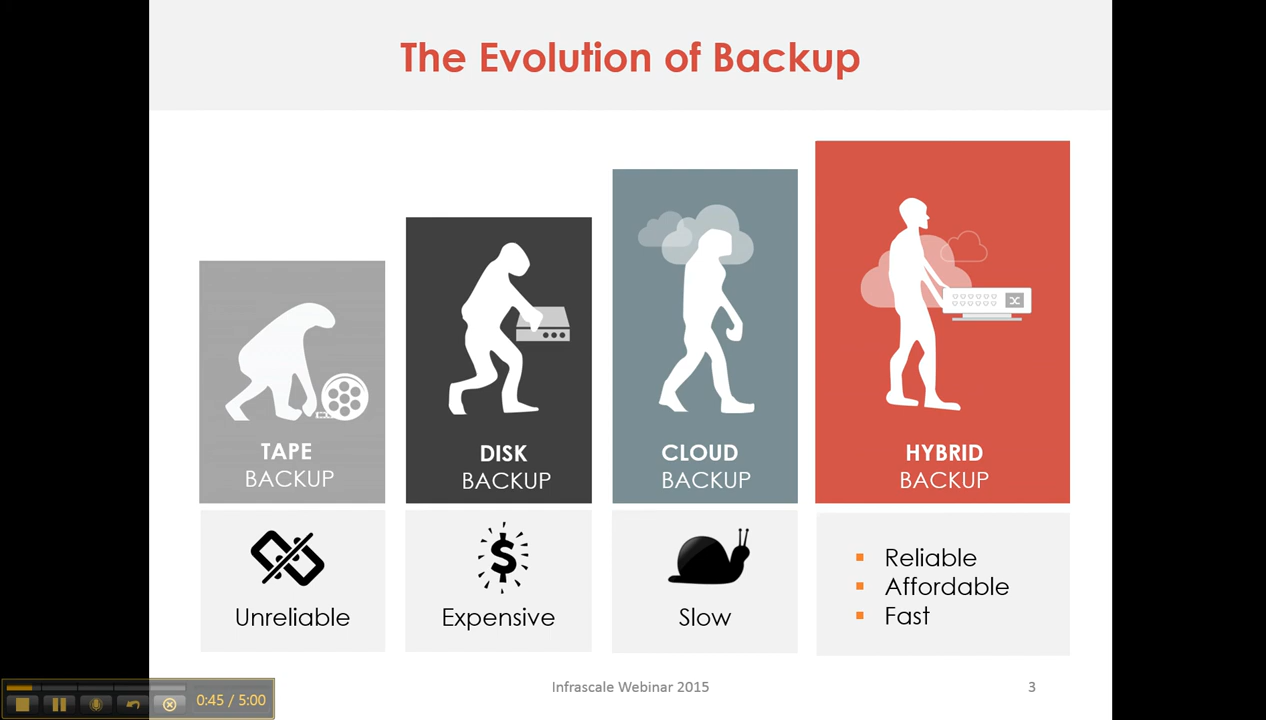 The Evolution of Backup
TAPE
BACKUP
DISK
BACKUP
CLOUD
BACKUP
HYBRID
BACKUP
Unreliable
$
Expensive
Slow
Reliable
Affordable
Fast
Infrascale Webinar 2015
3
0:45 / 5:00